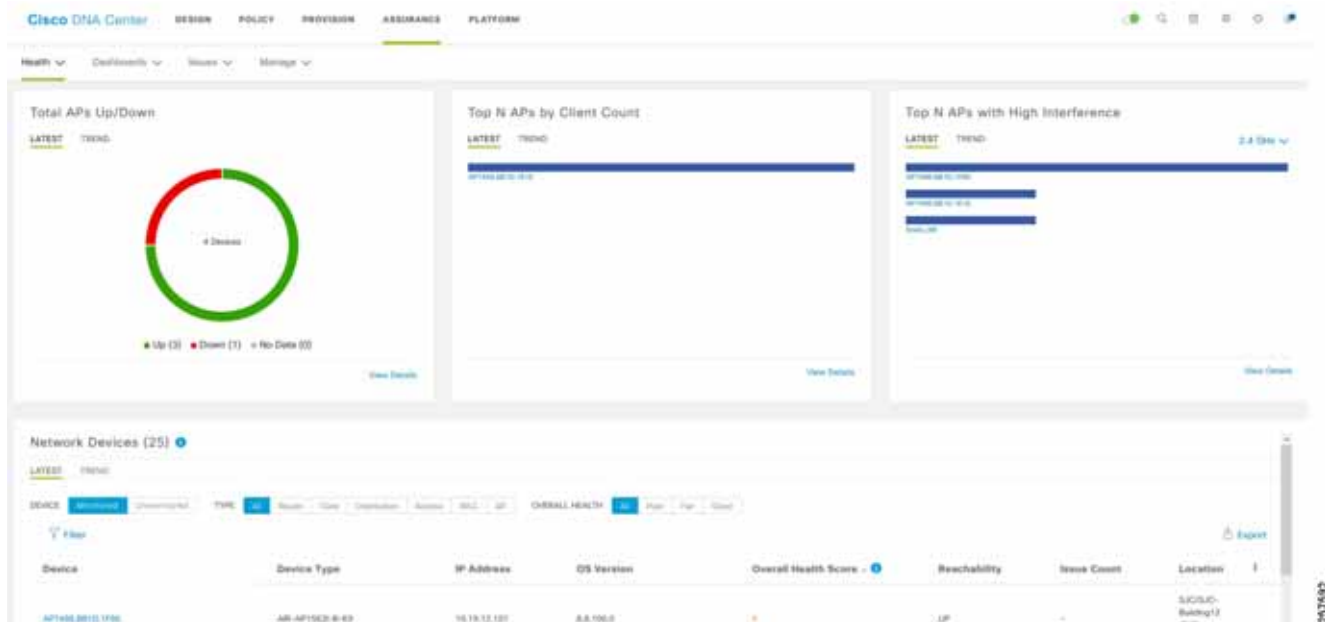 Cisco DNA Center DESIGN POLICY PROVISION ASSURANCE PLATFORM
Health Dashboards Issues Manage
Total APs Up/Down
LATEST TREND
4 Devices
Up (3) Down (1) No Data (0)
View Details
Top N APs by Client Count
LATEST TREND
View Details
Top N APs with High Interference
LATEST TREND 2.4 GHz
View Details
Network Devices (25)
LATEST TREND
DEVICE Monitored Unmonitored TYPE All Router Core Distribution Access WLC AP OVERALL HEALTH All Poor Fair Good
Filter
Export
Device Device Type IP Address OS Version Overall Health Score Reachability Issue Count Location
UP
SJC/SJC-
Building12
357592